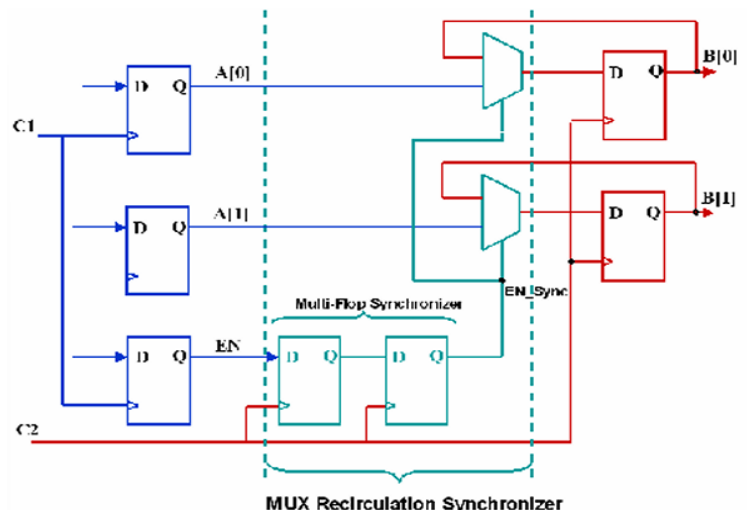 B[0]
A[0]
D Q
D Q
C1
B[1]
A[1]
D Q
D Q
EN_Sync
Multi-Flop Synchronizer
EN
D Q
D Q
D Q
C2
MUX Recirculation Synchronizer